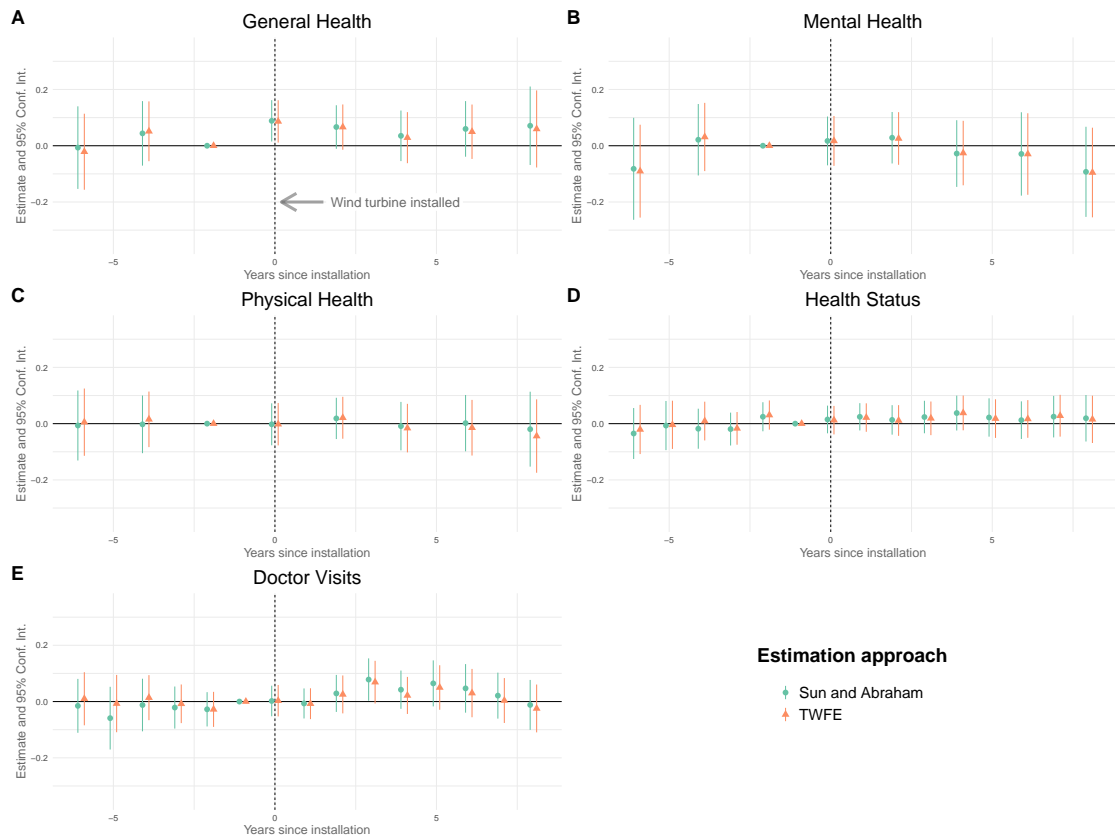 A
General Health
Estimate and 95% Conf. Int.
0.2
0.0
−0.2
Wind turbine installed
−5
0
5
Years since installation
B
Mental Health
Estimate and 95% Conf. Int.
0.2
0.0
−0.2
−5
0
5
Years since installation
C
Physical Health
Estimate and 95% Conf. Int.
0.2
0.0
−0.2
−5
0
5
Years since installation
D
Health Status
Estimate and 95% Conf. Int.
0.2
0.0
−0.2
−5
0
5
Years since installation
E
Doctor Visits
Estimate and 95% Conf. Int.
0.2
0.0
−0.2
−5
0
5
Years since installation
Estimation approach
Sun and Abraham
TWFE